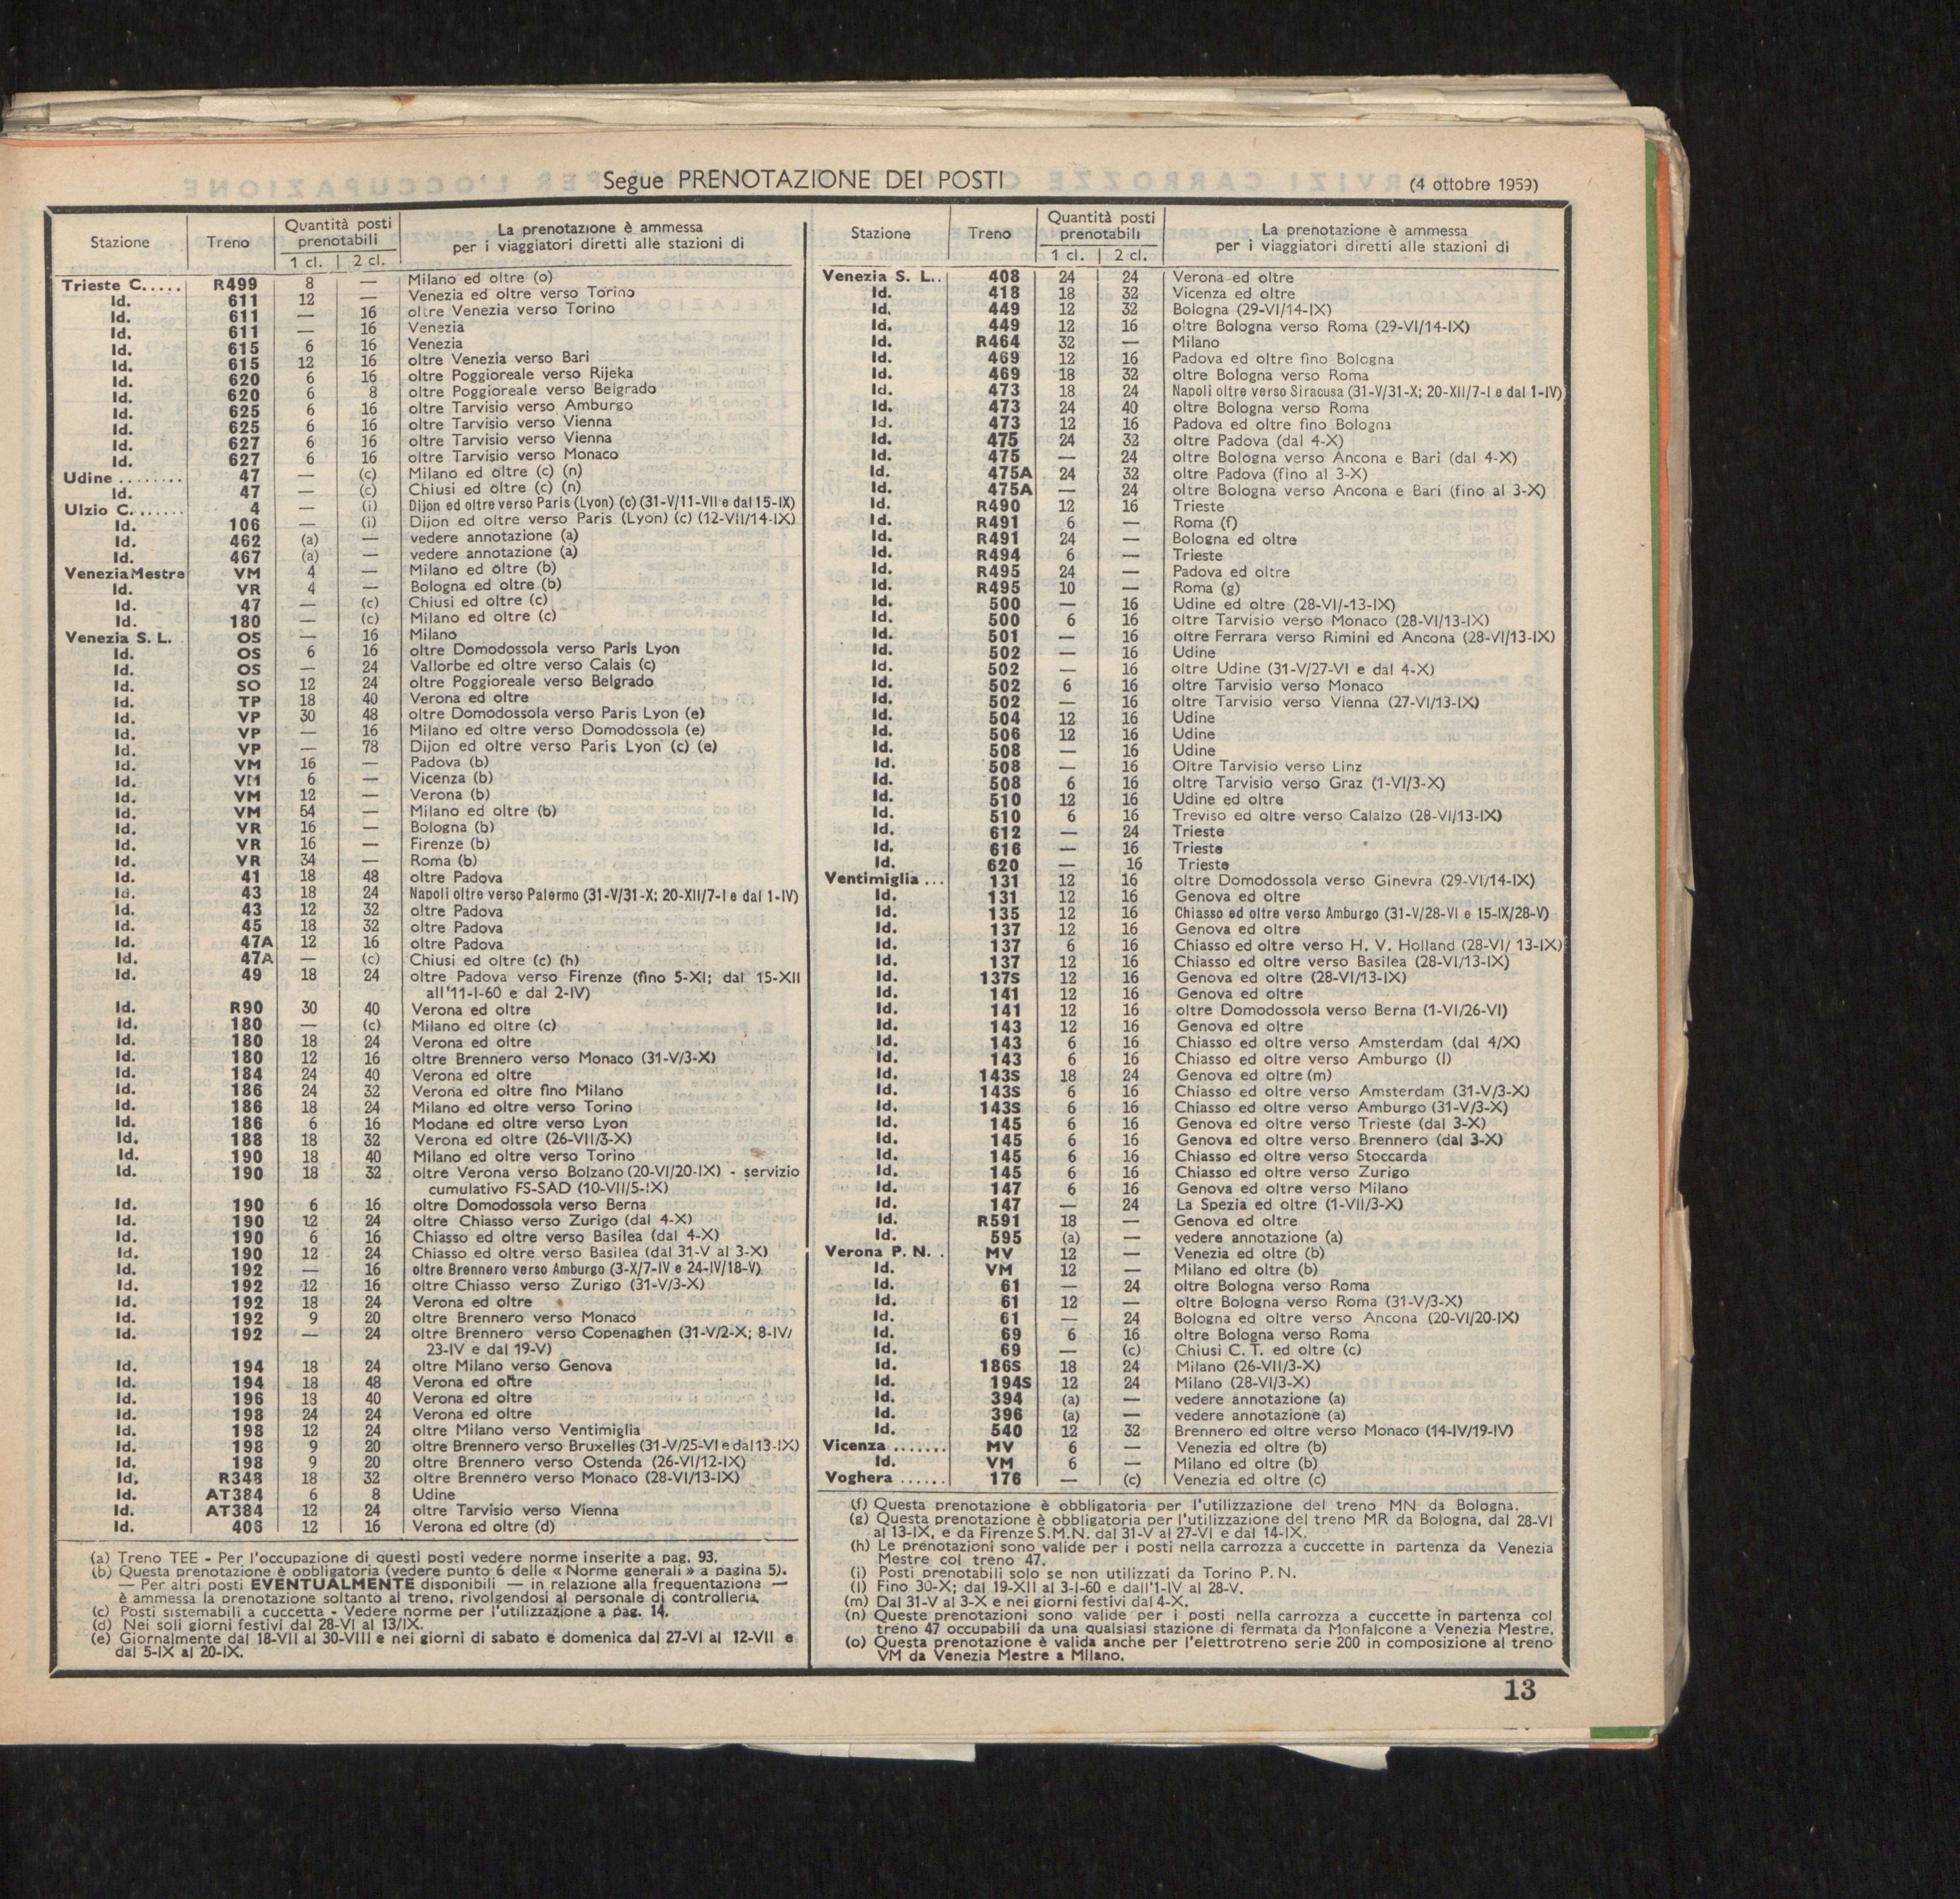 Segue PRENOTAZIONE DEI POSTI
(4 ottobre 1959)
Stazione Treno Quantità posti prenotabili 1 cl. 2 cl. La prenotazione è ammessa per i viaggiatori diretti alle stazioni di
Trieste C..... R499 8 — Milano ed oltre (o)
Id. 611 12 — Venezia ed oltre verso Torino
Id. 611 — 16 oltre Venezia verso Torino
Id. 611 — 16 Venezia
Id. 615 6 16 Venezia
Id. 615 12 16 oltre Venezia verso Bari
Id. 620 6 16 oltre Poggioreale verso Rijeka
Id. 620 6 8 oltre Poggioreale verso Belgrado
Id. 625 6 16 oltre Tarvisio verso Amburgo
Id. 625 6 16 oltre Tarvisio verso Vienna
Id. 627 6 16 oltre Tarvisio verso Vienna
Id. 627 6 16 oltre Tarvisio verso Monaco
Udine ........ 47 — (c) Milano ed oltre (c) (n)
Id. 47 — (c) Chiusi ed oltre (c) (n)
Ulzio C....... 4 — (i) Dijon ed oltre verso Paris (Lyon) (c) (31-V/11-VII e dal 15-IX)
Id. 106 — (i) Dijon ed oltre verso Paris (Lyon) (c) (12-VII/14-IX)
Id. 462 (a) — vedere annotazione (a)
Id. 467 (a) — vedere annotazione (a)
Venezia Mestre VM 4 — Milano ed oltre (b)
Id. VR 4 — Bologna ed oltre (b)
Id. 47 — (c) Chiusi ed oltre (c)
Id. 180 — (c) Milano ed oltre (c)
Venezia S. L. OS — 16 Milano
Id. OS 6 16 oltre Domodossola verso Paris Lyon
Id. OS — 24 Vallorbe ed oltre verso Calais (c)
Id. SO 12 24 oltre Poggioreale verso Belgrado
Id. TP 18 40 Verona ed oltre
Id. VP 30 48 oltre Domodossola verso Paris Lyon (e)
Id. VP — 16 Milano ed oltre verso Domodossola (e)
Id. VP — 78 Dijon ed oltre verso Paris Lyon (c) (e)
Id. VM 16 — Padova (b)
Id. VM 6 — Vicenza (b)
Id. VM 12 — Verona (b)
Id. VM 54 — Milano ed oltre (b)
Id. VR 16 — Bologna (b)
Id. VR 16 — Firenze (b)
Id. VR 34 — Roma (b)
Id. 41 18 48 oltre Padova
Id. 43 18 24 Napoli oltre verso Palermo (31-V/31-X; 20-XII/7-I e dal 1-IV)
Id. 43 12 32 oltre Padova
Id. 45 18 32 oltre Padova
Id. 47A 12 16 oltre Padova
Id. 47A — (c) Chiusi ed oltre (c) (h)
Id. 49 18 24 oltre Padova verso Firenze (fino 5-XI; dal 15-XII
all'11-I-60 e dal 2-IV)
Id. R90 30 40 Verona ed oltre
Id. 180 — (c) Milano ed oltre (c)
Id. 180 18 24 Verona ed oltre
Id. 180 12 16 oltre Brennero verso Monaco (31-V/3-X)
Id. 184 24 40 Verona ed oltre
Id. 186 24 32 Verona ed oltre fino Milano
Id. 186 18 24 Milano ed oltre verso Torino
Id. 186 6 16 Modane ed oltre verso Lyon
Id. 188 18 32 Verona ed oltre (26-VII/3-X)
Id. 190 18 40 Milano ed oltre verso Torino
Id. 190 18 32 oltre Verona verso Bolzano (20-VI/20-IX) - servizio
cumulativo FS-SAD (10-VII/5-IX)
Id. 190 6 16 oltre Domodossola verso Berna
Id. 190 12 24 oltre Chiasso verso Zurigo (dal 4-X)
Id. 190 6 16 Chiasso ed oltre verso Basilea (dal 4-X)
Id. 190 12 24 Chiasso ed oltre verso Basilea (dal 31-V al 3-X)
Id. 192 — 16 oltre Brennero verso Amburgo (3-X/7-IV e 24-IV/18-V)
Id. 192 12 16 oltre Chiasso verso Zurigo (31-V/3-X)
Id. 192 18 24 Verona ed oltre
Id. 192 9 20 oltre Brennero verso Monaco
Id. 192 — 24 oltre Brennero verso Copenaghen (31-V/2-X; 8-IV/
23-IV e dal 19-V)
Id. 194 18 24 oltre Milano verso Genova
Id. 194 18 48 Verona ed oltre
Id. 196 18 40 Verona ed oltre
Id. 198 24 24 Verona ed oltre
Id. 198 12 24 oltre Milano verso Ventimiglia
Id. 198 9 20 oltre Brennero verso Bruxelles (31-V/25-VI e dal 13-IX)
Id. 198 9 20 oltre Brennero verso Ostenda (26-VI/12-IX)
Id. R348 18 32 oltre Brennero verso Monaco (28-VI/13-IX)
Id. AT384 6 8 Udine
Id. AT384 12 24 oltre Tarvisio verso Vienna
Id. 406 12 16 Verona ed oltre (d)
(a) Treno TEE - Per l'occupazione di questi posti vedere norme inserite a pag. 93.
(b) Questa prenotazione è obbligatoria (vedere punto 6 delle « Norme generali » a pagina 5).
— Per altri posti EVENTUALMENTE disponibili — in relazione alla frequentazione —
è ammessa la prenotazione soltanto al treno, rivolgendosi al personale di controlleria.
(c) Posti sistemabili a cuccetta - Vedere norme per l'utilizzazione a pag. 14.
(d) Nei soli giorni festivi dal 28-VI al 13/IX.
(e) Giornalmente dal 18-VII al 30-VIII e nei giorni di sabato e domenica dal 27-VI al 12-VII e
dal 5-IX al 20-IX.
Stazione Treno Quantità posti prenotabili 1 cl. 2 cl. La prenotazione è ammessa per i viaggiatori diretti alle stazioni di
Venezia S. L.. 408 24 24 Verona ed oltre
Id. 418 18 32 Vicenza ed oltre
Id. 449 12 32 Bologna (29-VI/14-IX)
Id. 449 12 16 oltre Bologna verso Roma (29-VI/14-IX)
Id. R464 32 — Milano
Id. 469 12 16 Padova ed oltre fino Bologna
Id. 469 18 32 oltre Bologna verso Roma
Id. 473 18 24 Napoli oltre verso Siracusa (31-V/31-X; 20-XII/7-I e dal 1-IV)
Id. 473 24 40 oltre Bologna verso Roma
Id. 473 12 16 Padova ed oltre fino Bologna
Id. 475 24 32 oltre Padova (dal 4-X)
Id. 475 — 24 oltre Bologna verso Ancona e Bari (dal 4-X)
Id. 475A 24 32 oltre Padova (fino al 3-X)
Id. 475A — 24 oltre Bologna verso Ancona e Bari (fino al 3-X)
Id. R490 12 16 Trieste
Id. R491 6 — Roma (f)
Id. R491 24 — Bologna ed oltre
Id. R494 6 — Trieste
Id. R495 24 — Padova ed oltre
Id. R495 10 — Roma (g)
Id. 500 — 16 Udine ed oltre (28-VI/-13-IX)
Id. 500 6 16 oltre Tarvisio verso Monaco (28-VI/13-IX)
Id. 501 — 16 oltre Ferrara verso Rimini ed Ancona (28-VI/13-IX)
Id. 502 — 16 Udine
Id. 502 — 16 oltre Udine (31-V/27-VI e dal 4-X)
Id. 502 6 16 oltre Tarvisio verso Monaco
Id. 502 — 16 oltre Tarvisio verso Vienna (27-VI/13-IX)
Id. 504 12 16 Udine
Id. 506 12 16 Udine
Id. 508 — 16 Udine
Id. 508 — 16 Oltre Tarvisio verso Linz
Id. 508 6 16 oltre Tarvisio verso Graz (1-VI/3-X)
Id. 510 12 16 Udine ed oltre
Id. 510 6 16 Treviso ed oltre verso Calalzo (28-VI/13-IX)
Id. 612 — 24 Trieste
Id. 616 — 16 Trieste
Id. 620 — 16 Trieste
Ventimiglia ... 131 12 16 oltre Domodossola verso Ginevra (29-VI/14-IX)
Id. 131 12 16 Genova ed oltre
Id. 135 12 16 Chiasso ed oltre verso Amburgo (31-V/28-VI e 15-IX/28-V)
Id. 137 12 16 Genova ed oltre
Id. 137 6 16 Chiasso ed oltre verso H. V. Holland (28-VI/ 13-IX)
Id. 137 12 16 Chiasso ed oltre verso Basilea (28-VI/13-IX)
Id. 137S 12 16 Genova ed oltre (28-VI/13-IX)
Id. 141 12 16 Genova ed oltre
Id. 141 12 16 oltre Domodossola verso Berna (1-VI/26-VI)
Id. 143 12 16 Genova ed oltre
Id. 143 6 16 Chiasso ed oltre verso Amsterdam (dal 4/X)
Id. 143 6 16 Chiasso ed oltre verso Amburgo (l)
Id. 143S 18 24 Genova ed oltre (m)
Id. 143S 6 16 Chiasso ed oltre verso Amsterdam (31-V/3-X)
Id. 143S 6 16 Chiasso ed oltre verso Amburgo (31-V/3-X)
Id. 145 6 16 Genova ed oltre verso Trieste (dal 3-X)
Id. 145 6 16 Genova ed oltre verso Brennero (dal 3-X)
Id. 145 6 16 Chiasso ed oltre verso Stoccarda
Id. 145 6 16 Chiasso ed oltre verso Zurigo
Id. 147 6 16 Genova ed oltre verso Milano
Id. 147 — 24 La Spezia ed oltre (1-VII/3-X)
Id. R591 18 — Genova ed oltre
Id. 595 (a) — vedere annotazione (a)
Verona P. N. . MV 12 — Venezia ed oltre (b)
Id. VM 12 — Milano ed oltre (b)
Id. 61 — 24 oltre Bologna verso Roma
Id. 61 12 — oltre Bologna verso Roma (31-V/3-X)
Id. 61 — 24 Bologna ed oltre verso Ancona (20-VI/20-IX)
Id. 69 6 16 oltre Bologna verso Roma
Id. 69 — (c) Chiusi C. T. ed oltre (c)
Id. 186S 18 24 Milano (26-VII/3-X)
Id. 194S 12 24 Milano (28-VI/3-X)
Id. 394 (a) — vedere annotazione (a)
Id. 396 (a) — vedere annotazione (a)
Id. 540 12 32 Brennero ed oltre verso Monaco (14-IV/19-IV)
Vicenza ....... MV 6 — Venezia ed oltre (b)
Id. VM 6 — Milano ed oltre (b)
Voghera ...... 176 — (c) Venezia ed oltre (c)
(f) Questa prenotazione è obbligatoria per l'utilizzazione del treno MN da Bologna.
(g) Questa prenotazione è obbligatoria per l'utilizzazione del treno MR da Bologna, dal 28-VI
al 13-IX, e da Firenze S.M.N. dal 31-V al 27-VI e dal 14-IX.
(h) Le prenotazioni sono valide per i posti nella carrozza a cuccette in partenza da Venezia
Mestre col treno 47.
(i) Posti prenotabili solo se non utilizzati da Torino P. N.
(l) Fino 30-X; dal 19-XII al 3-I-60 e dall'1-IV al 28-V.
(m) Dal 31-V al 3-X e nei giorni festivi dal 4-X.
(n) Queste prenotazioni sono valide per i posti nella carrozza a cuccette in partenza col
treno 47 occupabili da una qualsiasi stazione di fermata da Monfalcone a Venezia Mestre.
(o) Questa prenotazione è valida anche per l'elettrotreno serie 200 in composizione al treno
VM da Venezia Mestre a Milano.
13